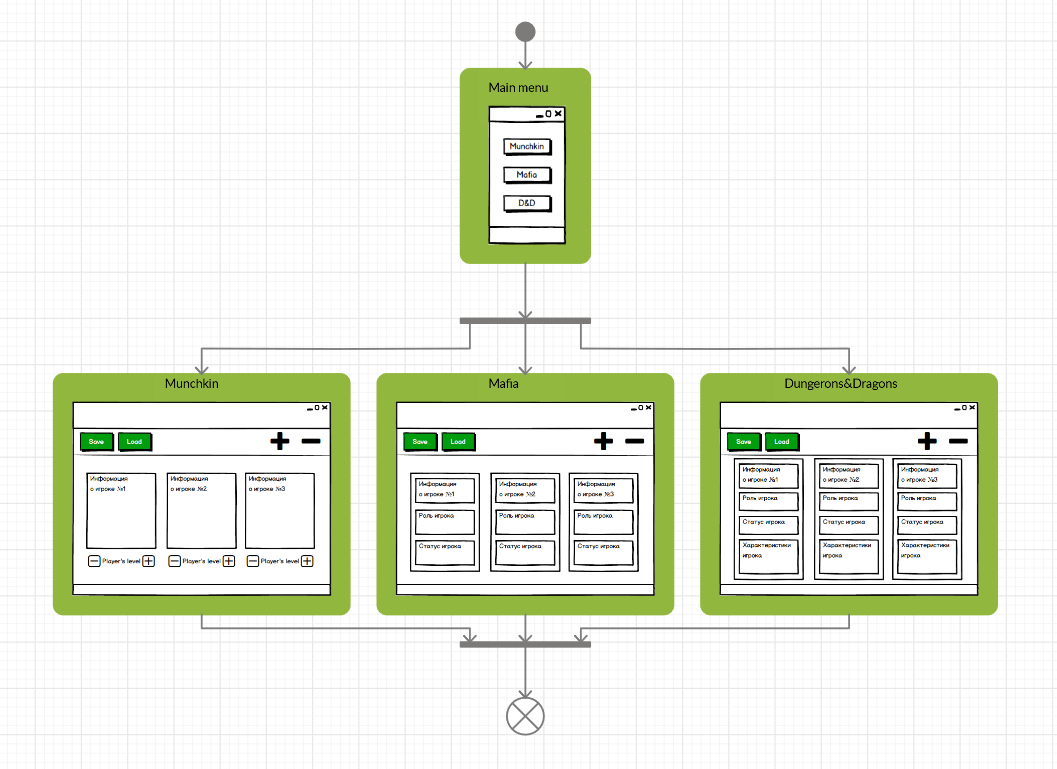 Main menu
Munchkin
Mafia
D&D
Munchkin
Save
Load
Информация
о игроке №1
Информация
о игроке №2
Информация
о игроке №3
Player's level
Player's level
Player's level
Mafia
Save
Load
Информация
о игроке №1
Информация
о игроке №2
Информация
о игроке №3
Роль игрока
Роль игрока
Роль игрока
Статус игрока
Статус игрока
Статус игрока
Dungerons&Dragons
Save
Load
Информация
о игроке №1
Информация
о игроке №2
Информация
о игроке №3
Роль игрока
Роль игрока
Роль игрока
Статус игрока
Статус игрока
Статус игрока
Характеристики
игрока
Характеристики
игрока
Характеристики
игрока